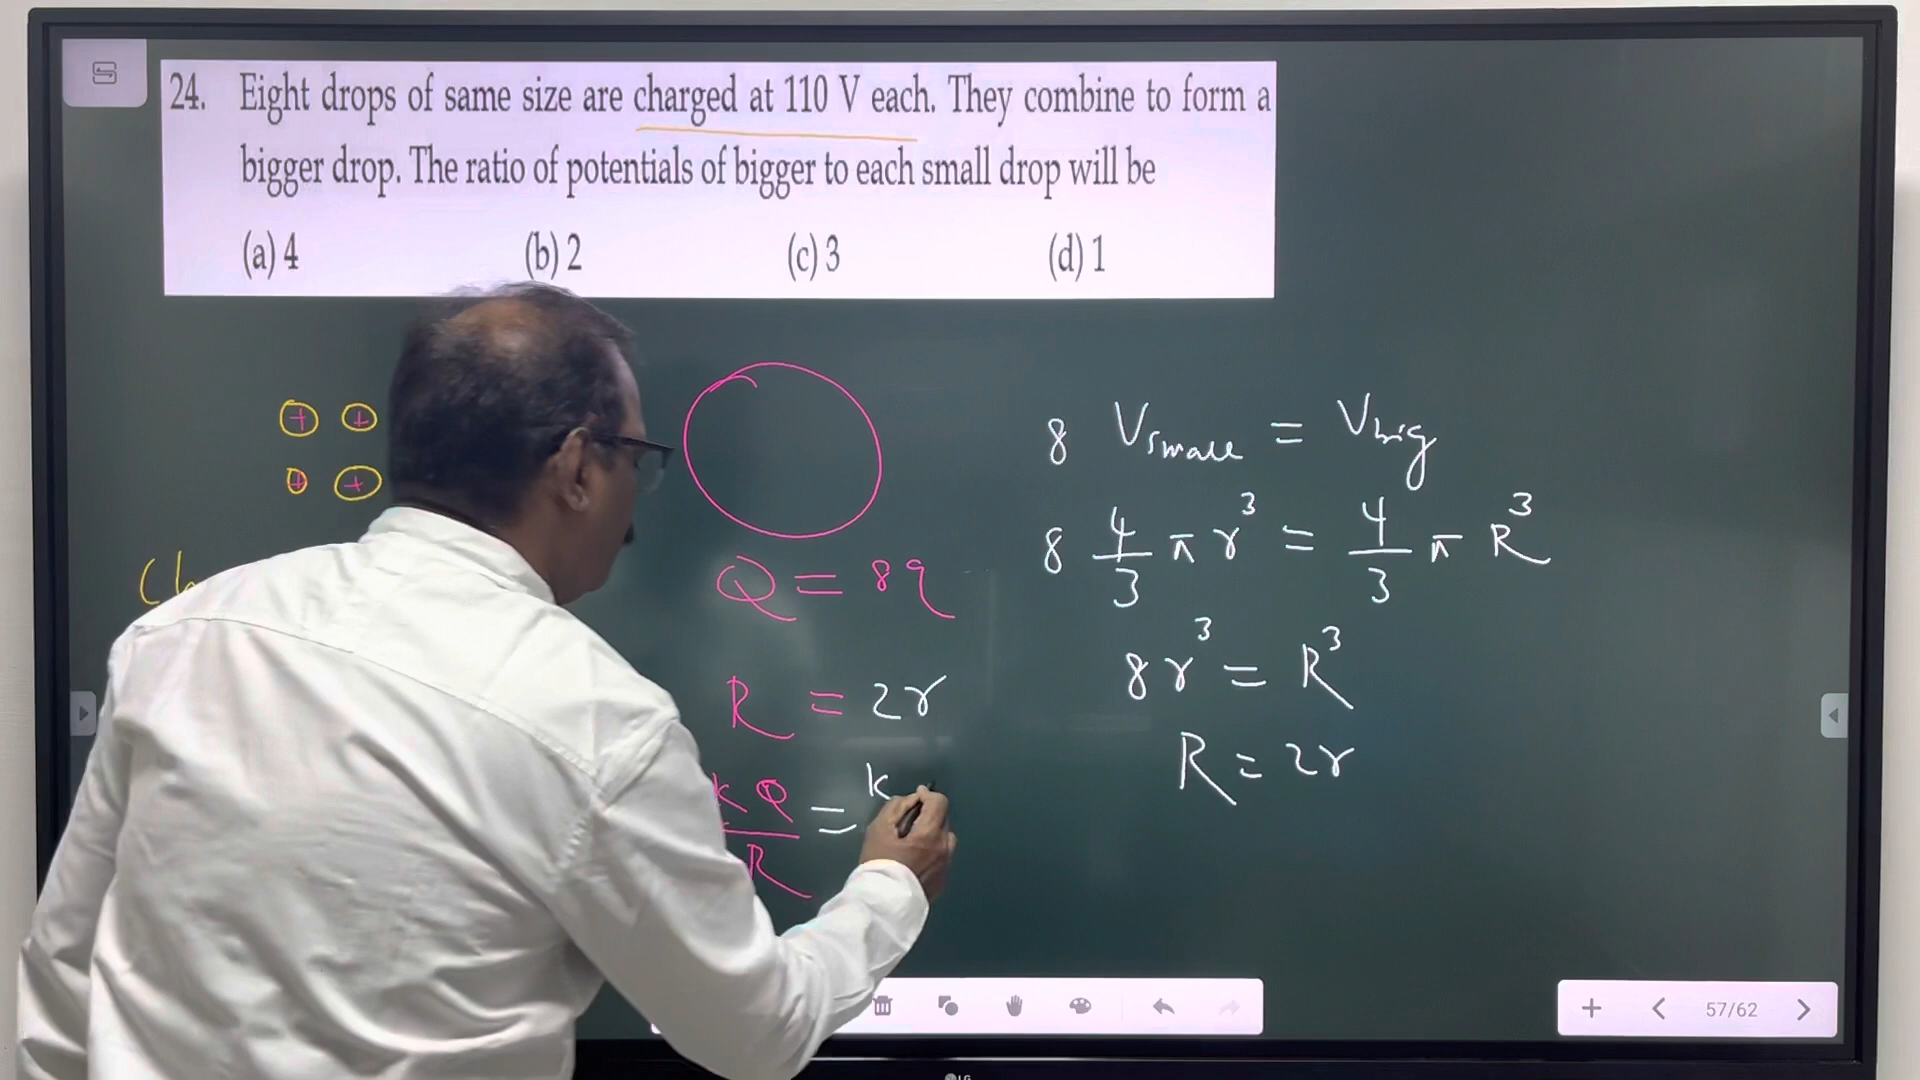 24. Eight drops of same size are charged at 110 V each. They combine to form a
bigger drop. The ratio of potentials of bigger to each small drop will be
(a) 4 (b) 2 (c) 3 (d) 1
+ +
+ +
Q = 8q
R = 2r
kQ/R = k
8 Vsmall = Vbig
8 4/3 π r³ = 4/3 π R³
8r³ = R³
R = 2r
57/62
LG